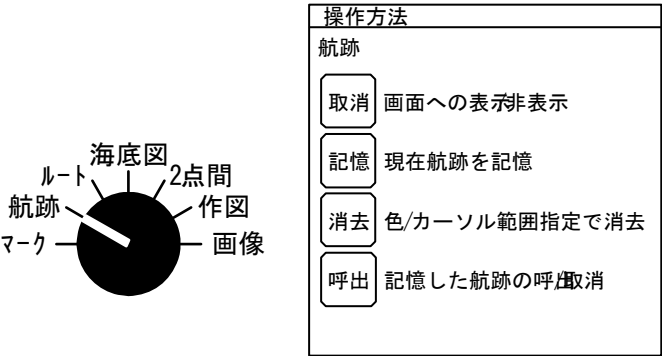 海底図
ルート
2点間
航跡
作図
マーク
画像
操作方法
航跡
取消 画面への表示/非表示
記憶 現在航跡を記憶
消去 色/カーソル範囲指定で消去
呼出 記憶した航跡の呼出/取消